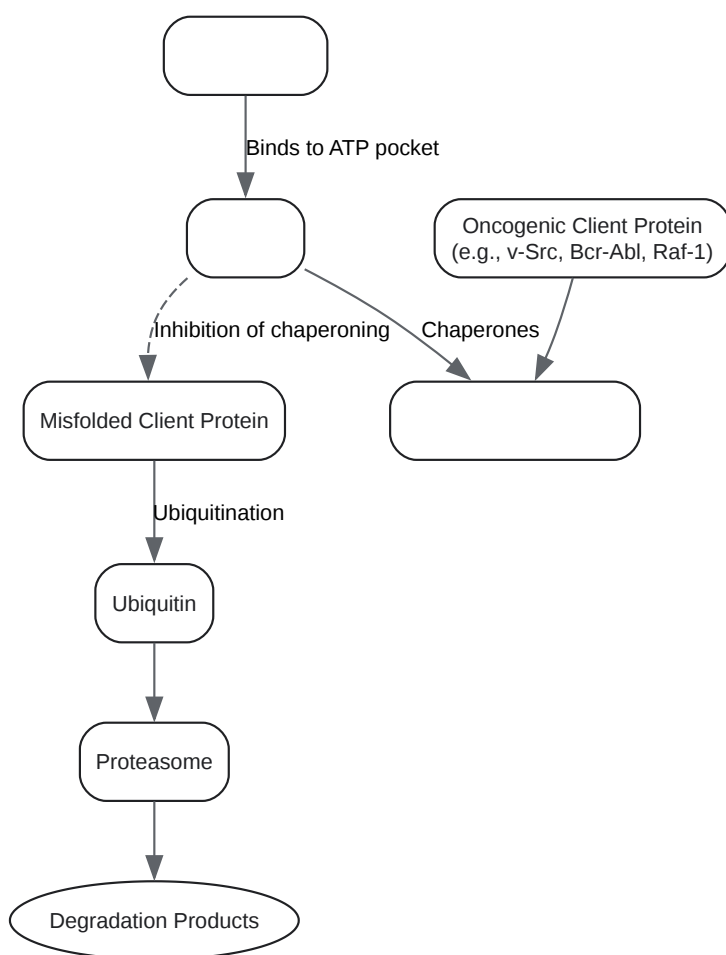 Binds to ATP pocket
Oncogenic Client Protein
(e.g., v-Src, Bcr-Abl, Raf-1)
Inhibition of chaperoning
Chaperones
Misfolded Client Protein
Ubiquitination
Ubiquitin
Proteasome
Degradation Products